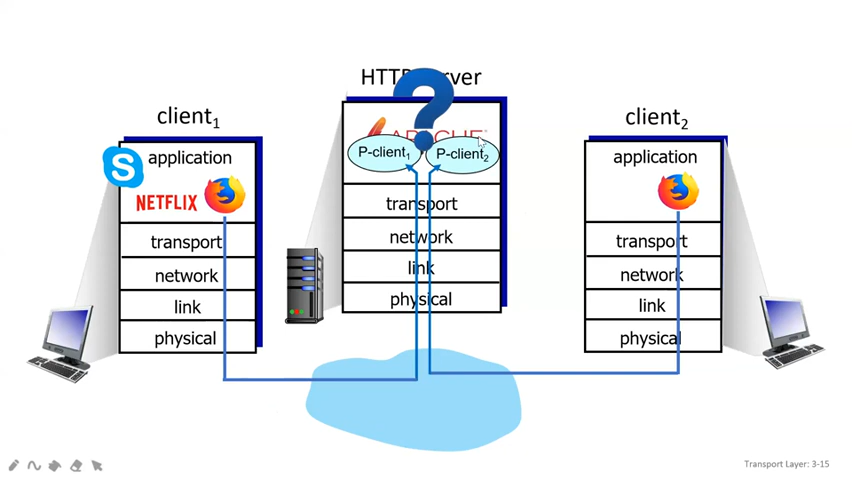 HTTP server
client1
client2
APACHE
application
P-client1
P-client2
application
NETFLIX
transport
transport
transport
network
network
network
link
link
link
physical
physical
physical
Transport Layer: 3-15